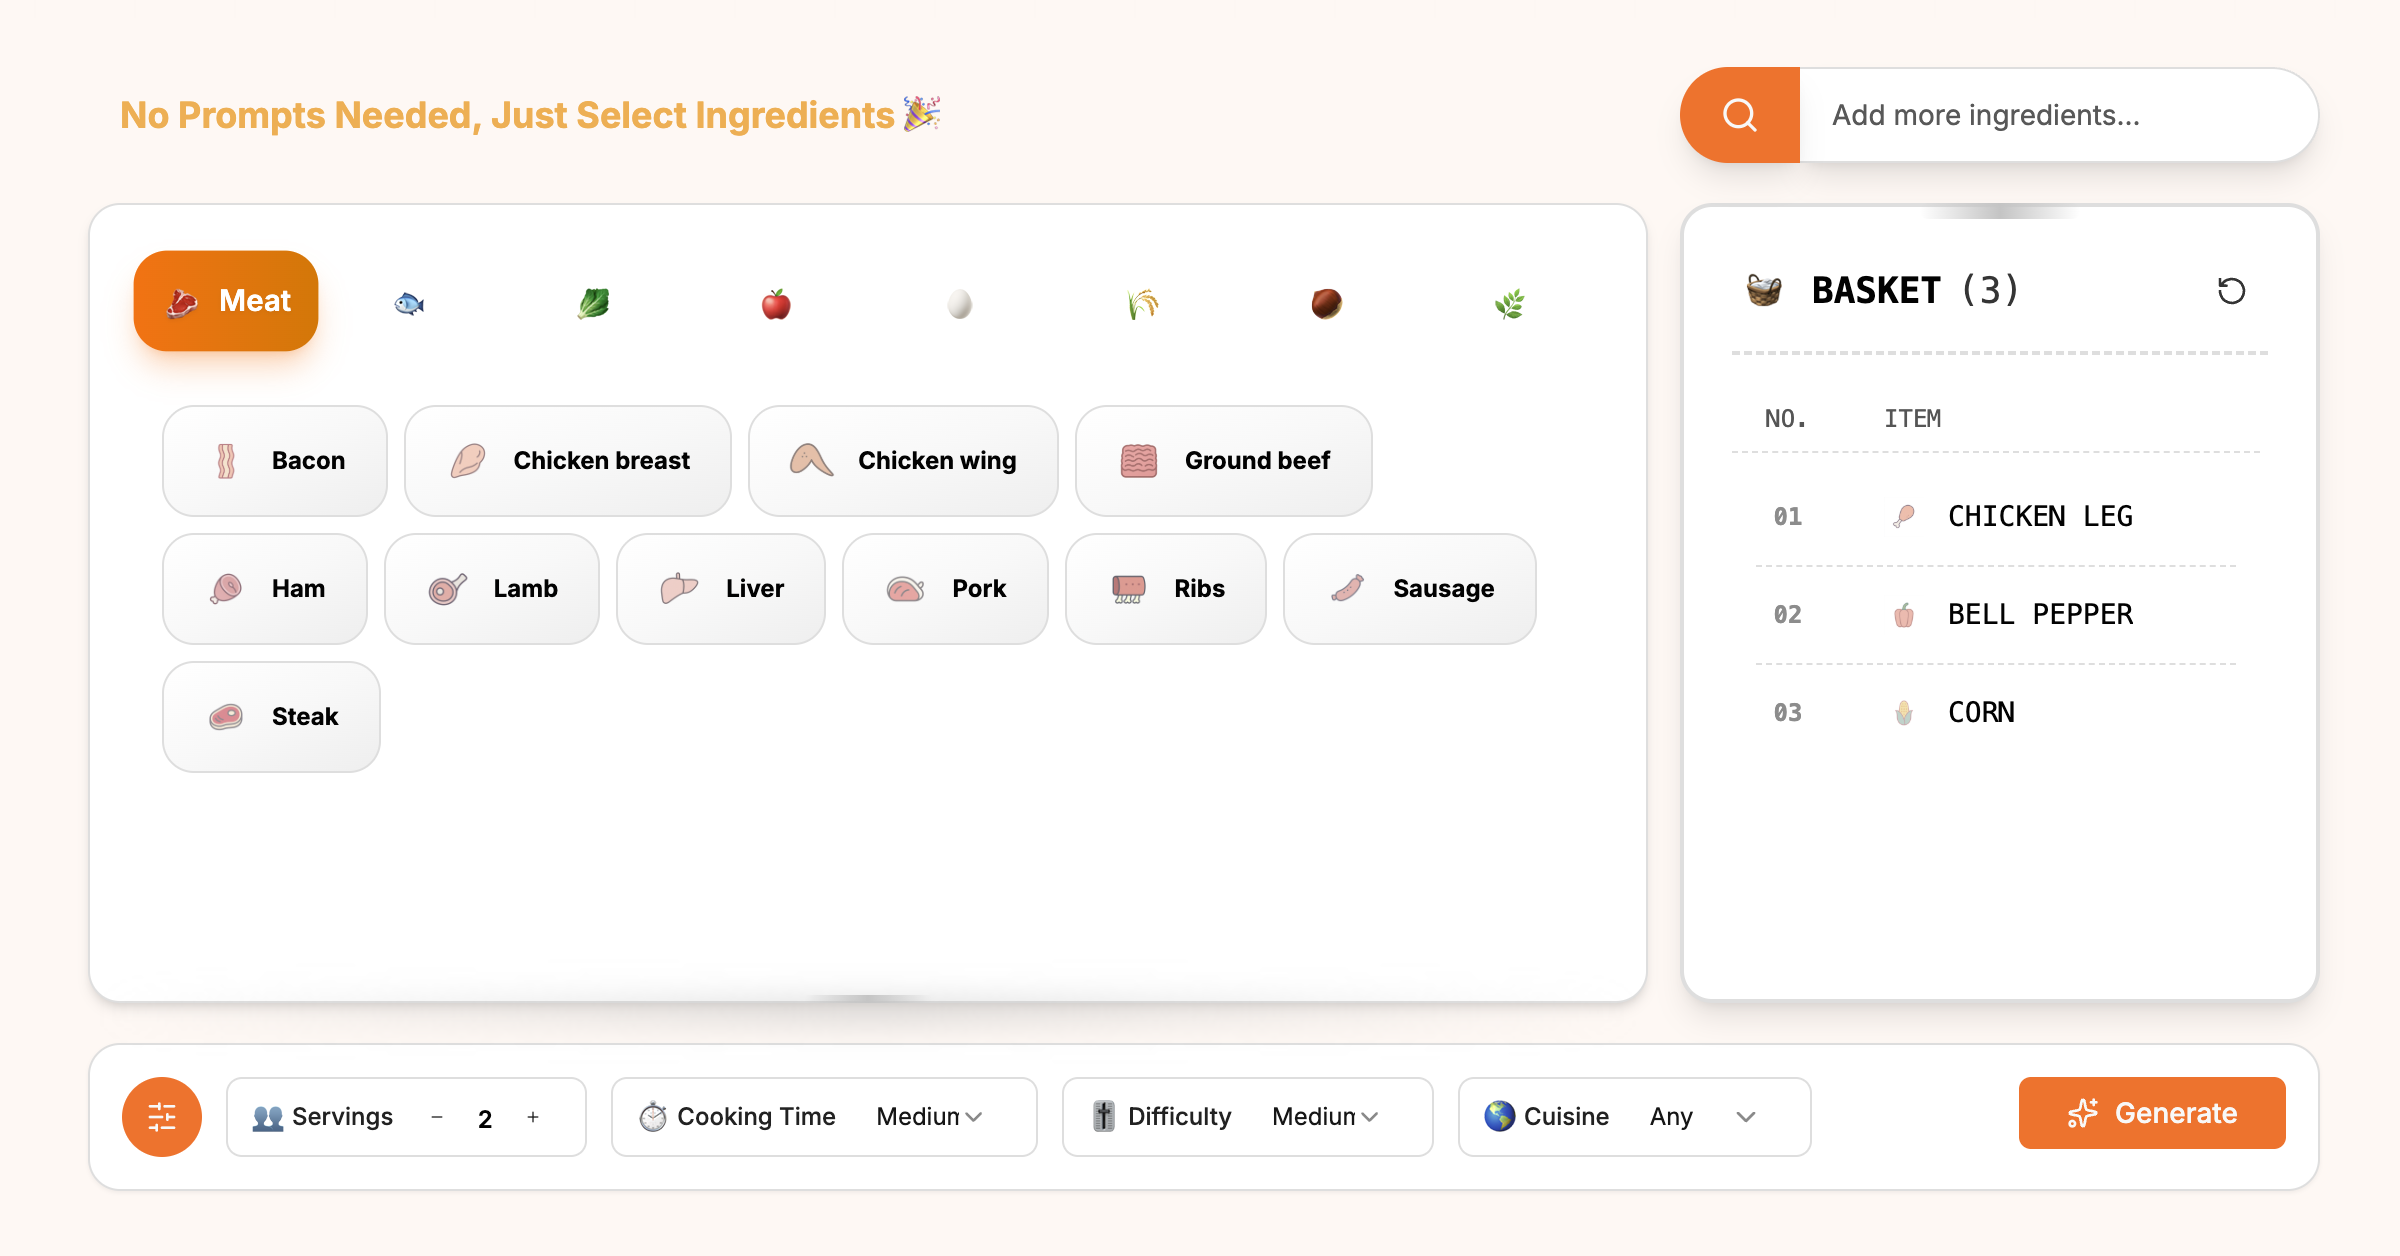 No Prompts Needed, Just Select Ingredients
Add more ingredients...
Meat
Bacon
Chicken breast
Chicken wing
Ground beef
Ham
Lamb
Liver
Pork
Ribs
Sausage
Steak
BASKET (3)
NO. ITEM
01 CHICKEN LEG
02 BELL PEPPER
03 CORN
Servings − 2 +
Cooking Time Medium
Difficulty Medium
Cuisine Any
Generate